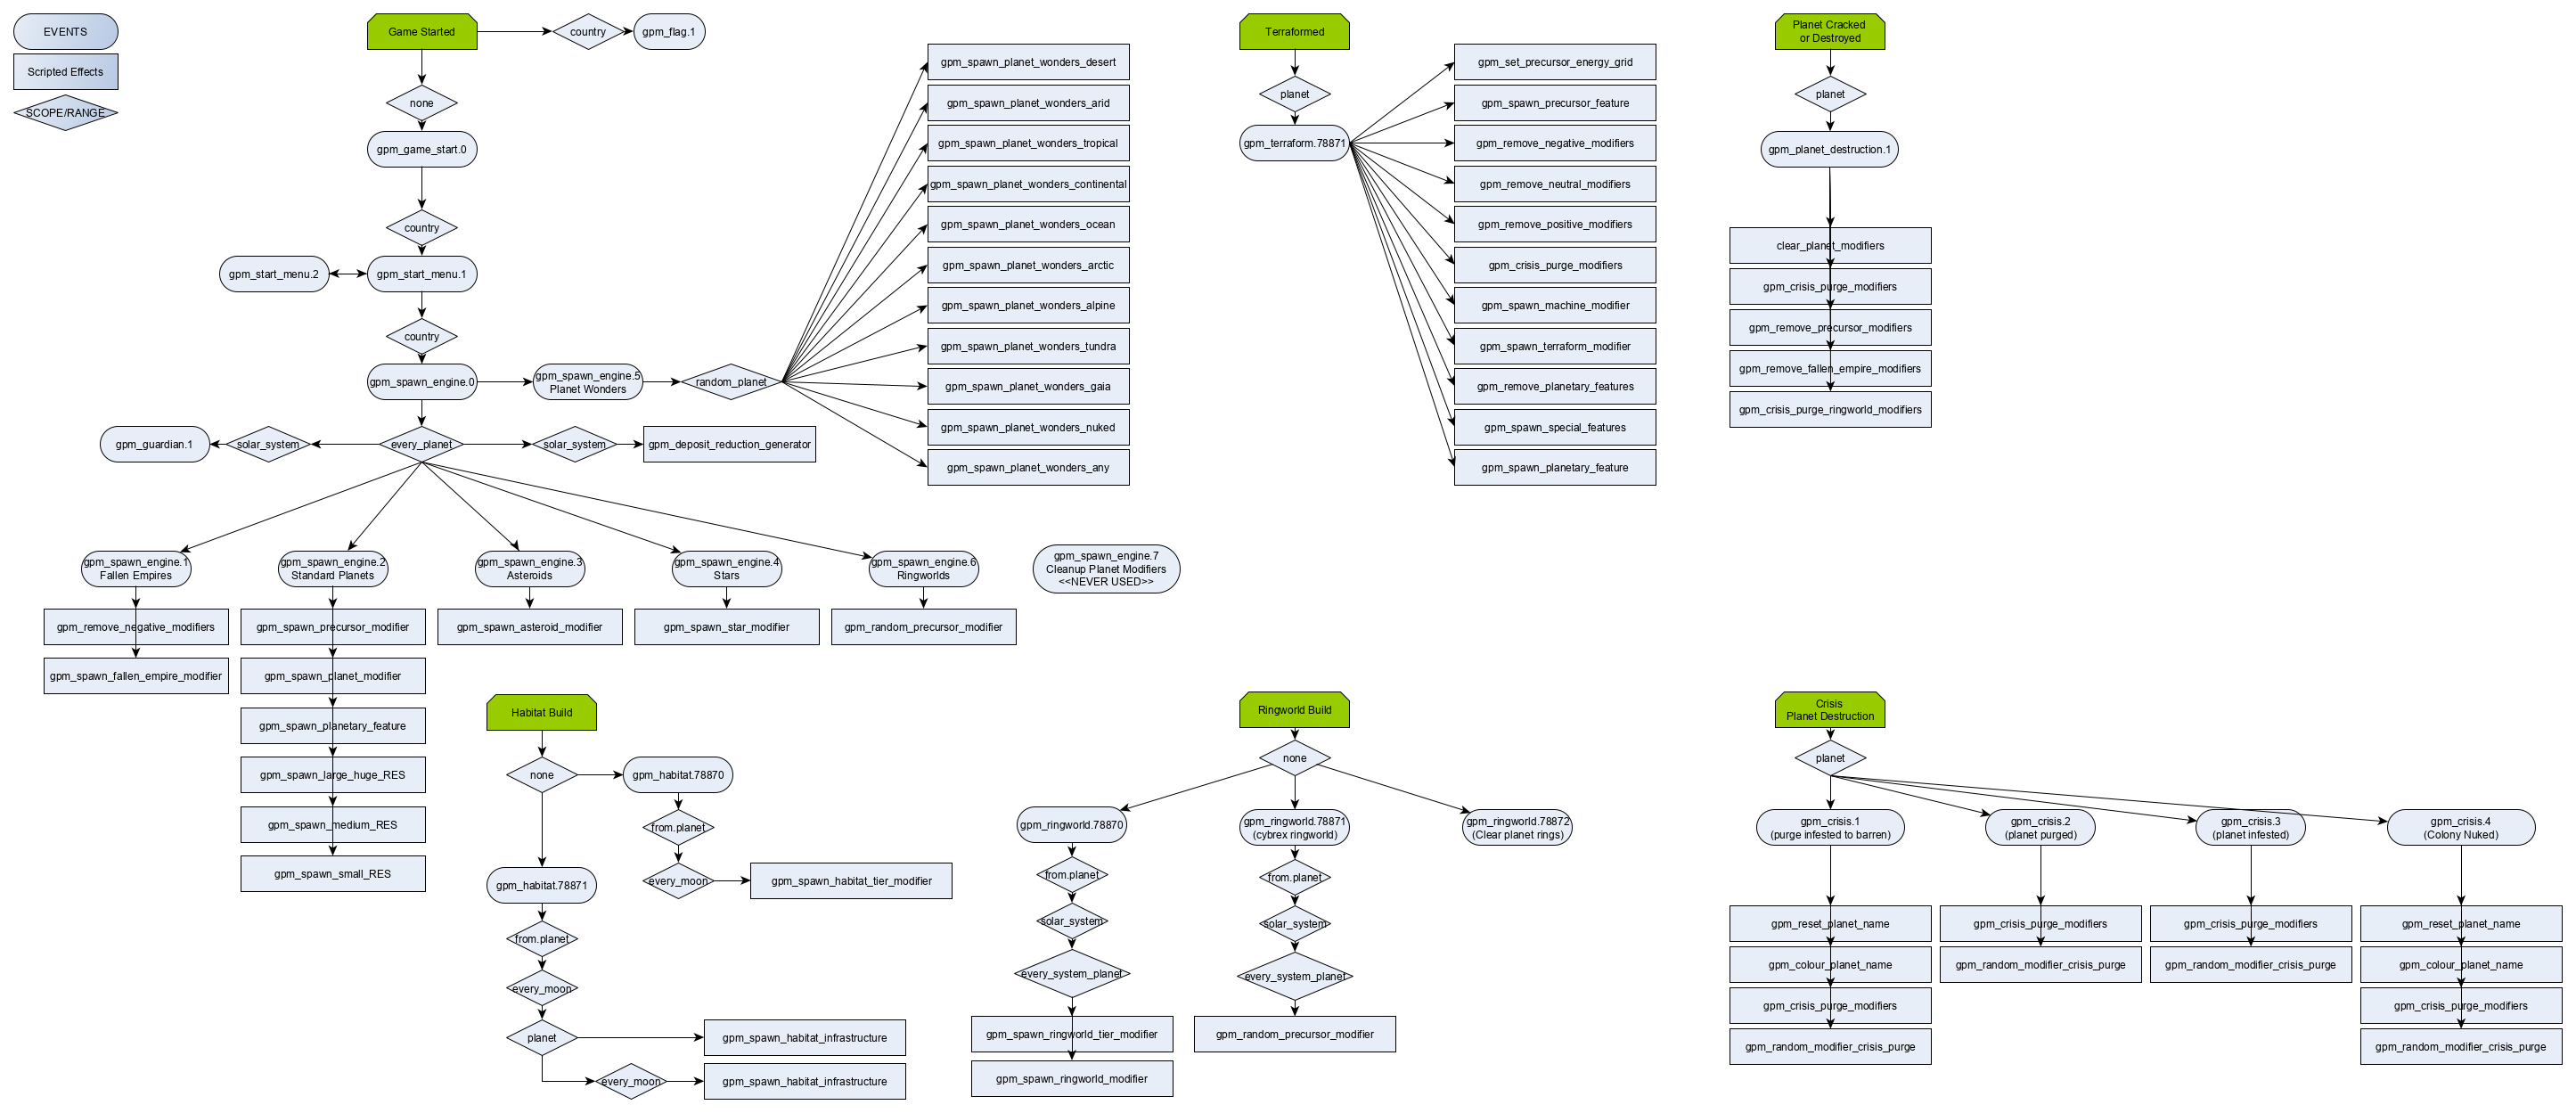 EVENTS
Scripted Effects
SCOPE/RANGE
Game Started
country
gpm_flag.1
none
gpm_game_start.0
country
gpm_start_menu.2
gpm_start_menu.1
country
gpm_spawn_engine.0
gpm_spawn_engine.5
Planet Wonders
random_planet
gpm_spawn_planet_wonders_desert
gpm_spawn_planet_wonders_arid
gpm_spawn_planet_wonders_tropical
gpm_spawn_planet_wonders_continental
gpm_spawn_planet_wonders_ocean
gpm_spawn_planet_wonders_arctic
gpm_spawn_planet_wonders_alpine
gpm_spawn_planet_wonders_tundra
gpm_spawn_planet_wonders_gaia
gpm_spawn_planet_wonders_nuked
gpm_spawn_planet_wonders_any
gpm_guardian.1
solar_system
every_planet
solar_system
gpm_deposit_reduction_generator
gpm_spawn_engine.1
Fallen Empires
gpm_remove_negative_modifiers
gpm_spawn_fallen_empire_modifier
gpm_spawn_engine.2
Standard Planets
gpm_spawn_precursor_modifier
gpm_spawn_planet_modifier
gpm_spawn_planetary_feature
gpm_spawn_large_huge_RES
gpm_spawn_medium_RES
gpm_spawn_small_RES
gpm_spawn_engine.3
Asteroids
gpm_spawn_asteroid_modifier
gpm_spawn_engine.4
Stars
gpm_spawn_star_modifier
gpm_spawn_engine.6
Ringworlds
gpm_random_precursor_modifier
gpm_spawn_engine.7
Cleanup Planet Modifiers
<<NEVER USED>>
Terraformed
planet
gpm_terraform.78871
gpm_set_precursor_energy_grid
gpm_spawn_precursor_feature
gpm_remove_negative_modifiers
gpm_remove_neutral_modifiers
gpm_remove_positive_modifiers
gpm_crisis_purge_modifiers
gpm_spawn_machine_modifier
gpm_spawn_terraform_modifier
gpm_remove_planetary_features
gpm_spawn_special_features
gpm_spawn_planetary_feature
Planet Cracked
or Destroyed
planet
gpm_planet_destruction.1
clear_planet_modifiers
gpm_crisis_purge_modifiers
gpm_remove_precursor_modifiers
gpm_remove_fallen_empire_modifiers
gpm_crisis_purge_ringworld_modifiers
Habitat Build
none
gpm_habitat.78870
from.planet
every_moon
gpm_spawn_habitat_tier_modifier
gpm_habitat.78871
from.planet
every_moon
planet
gpm_spawn_habitat_infrastructure
every_moon
gpm_spawn_habitat_infrastructure
Ringworld Build
none
gpm_ringworld.78870
from.planet
solar_system
every_system_planet
gpm_spawn_ringworld_tier_modifier
gpm_spawn_ringworld_modifier
gpm_ringworld.78871
(cybrex ringworld)
from.planet
solar_system
every_system_planet
gpm_random_precursor_modifier
gpm_ringworld.78872
(Clear planet rings)
Crisis
Planet Destruction
planet
gpm_crisis.1
(purge infested to barren)
gpm_reset_planet_name
gpm_colour_planet_name
gpm_crisis_purge_modifiers
gpm_random_modifier_crisis_purge
gpm_crisis.2
(planet purged)
gpm_crisis_purge_modifiers
gpm_random_modifier_crisis_purge
gpm_crisis.3
(planet infested)
gpm_crisis_purge_modifiers
gpm_random_modifier_crisis_purge
gpm_crisis.4
(Colony Nuked)
gpm_reset_planet_name
gpm_colour_planet_name
gpm_crisis_purge_modifiers
gpm_random_modifier_crisis_purge